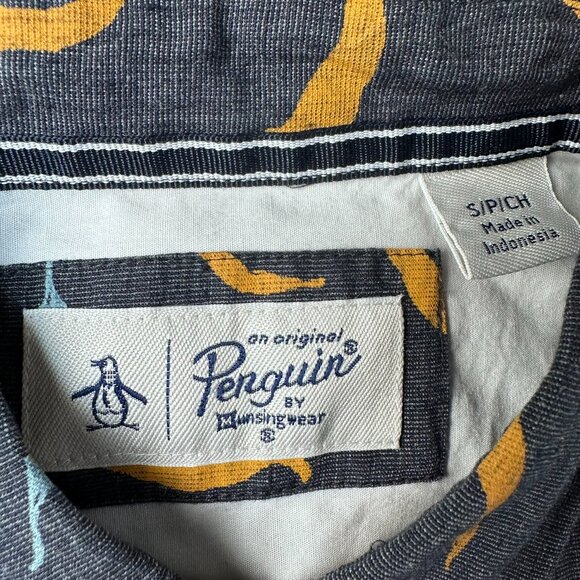 S/P/CH
Made in
Indonesia
an original
Penguin®
BY
Munsingwear
®